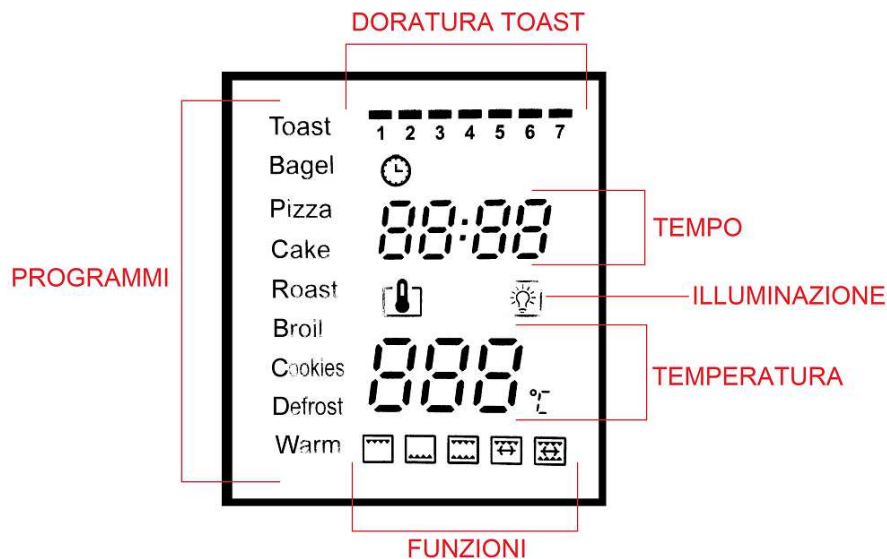 DORATURA TOAST
Toast
1 2 3 4 5 6 7
Bagel
Pizza
88:88
TEMPO
Cake
PROGRAMMI
Roast
ILLUMINAZIONE
Broil
888 °C
TEMPERATURA
Cookies
Defrost
Warm
FUNZIONI